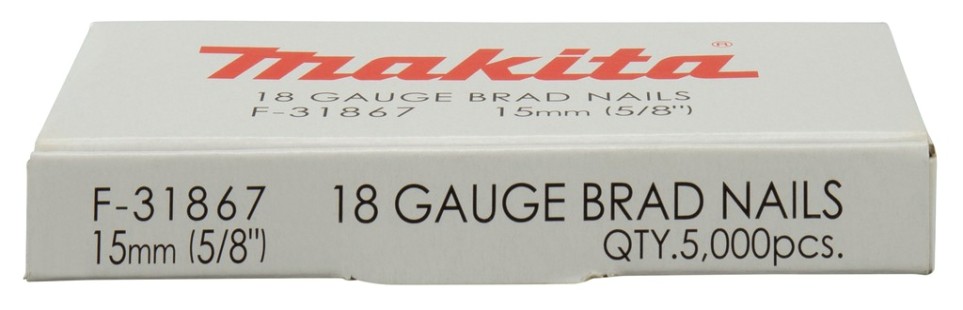 makita®
18 GAUGE BRAD NAILS
F-31867 15mm (5/8")
F-31867 18 GAUGE BRAD NAILS
15mm (5/8") QTY.5,000pcs.